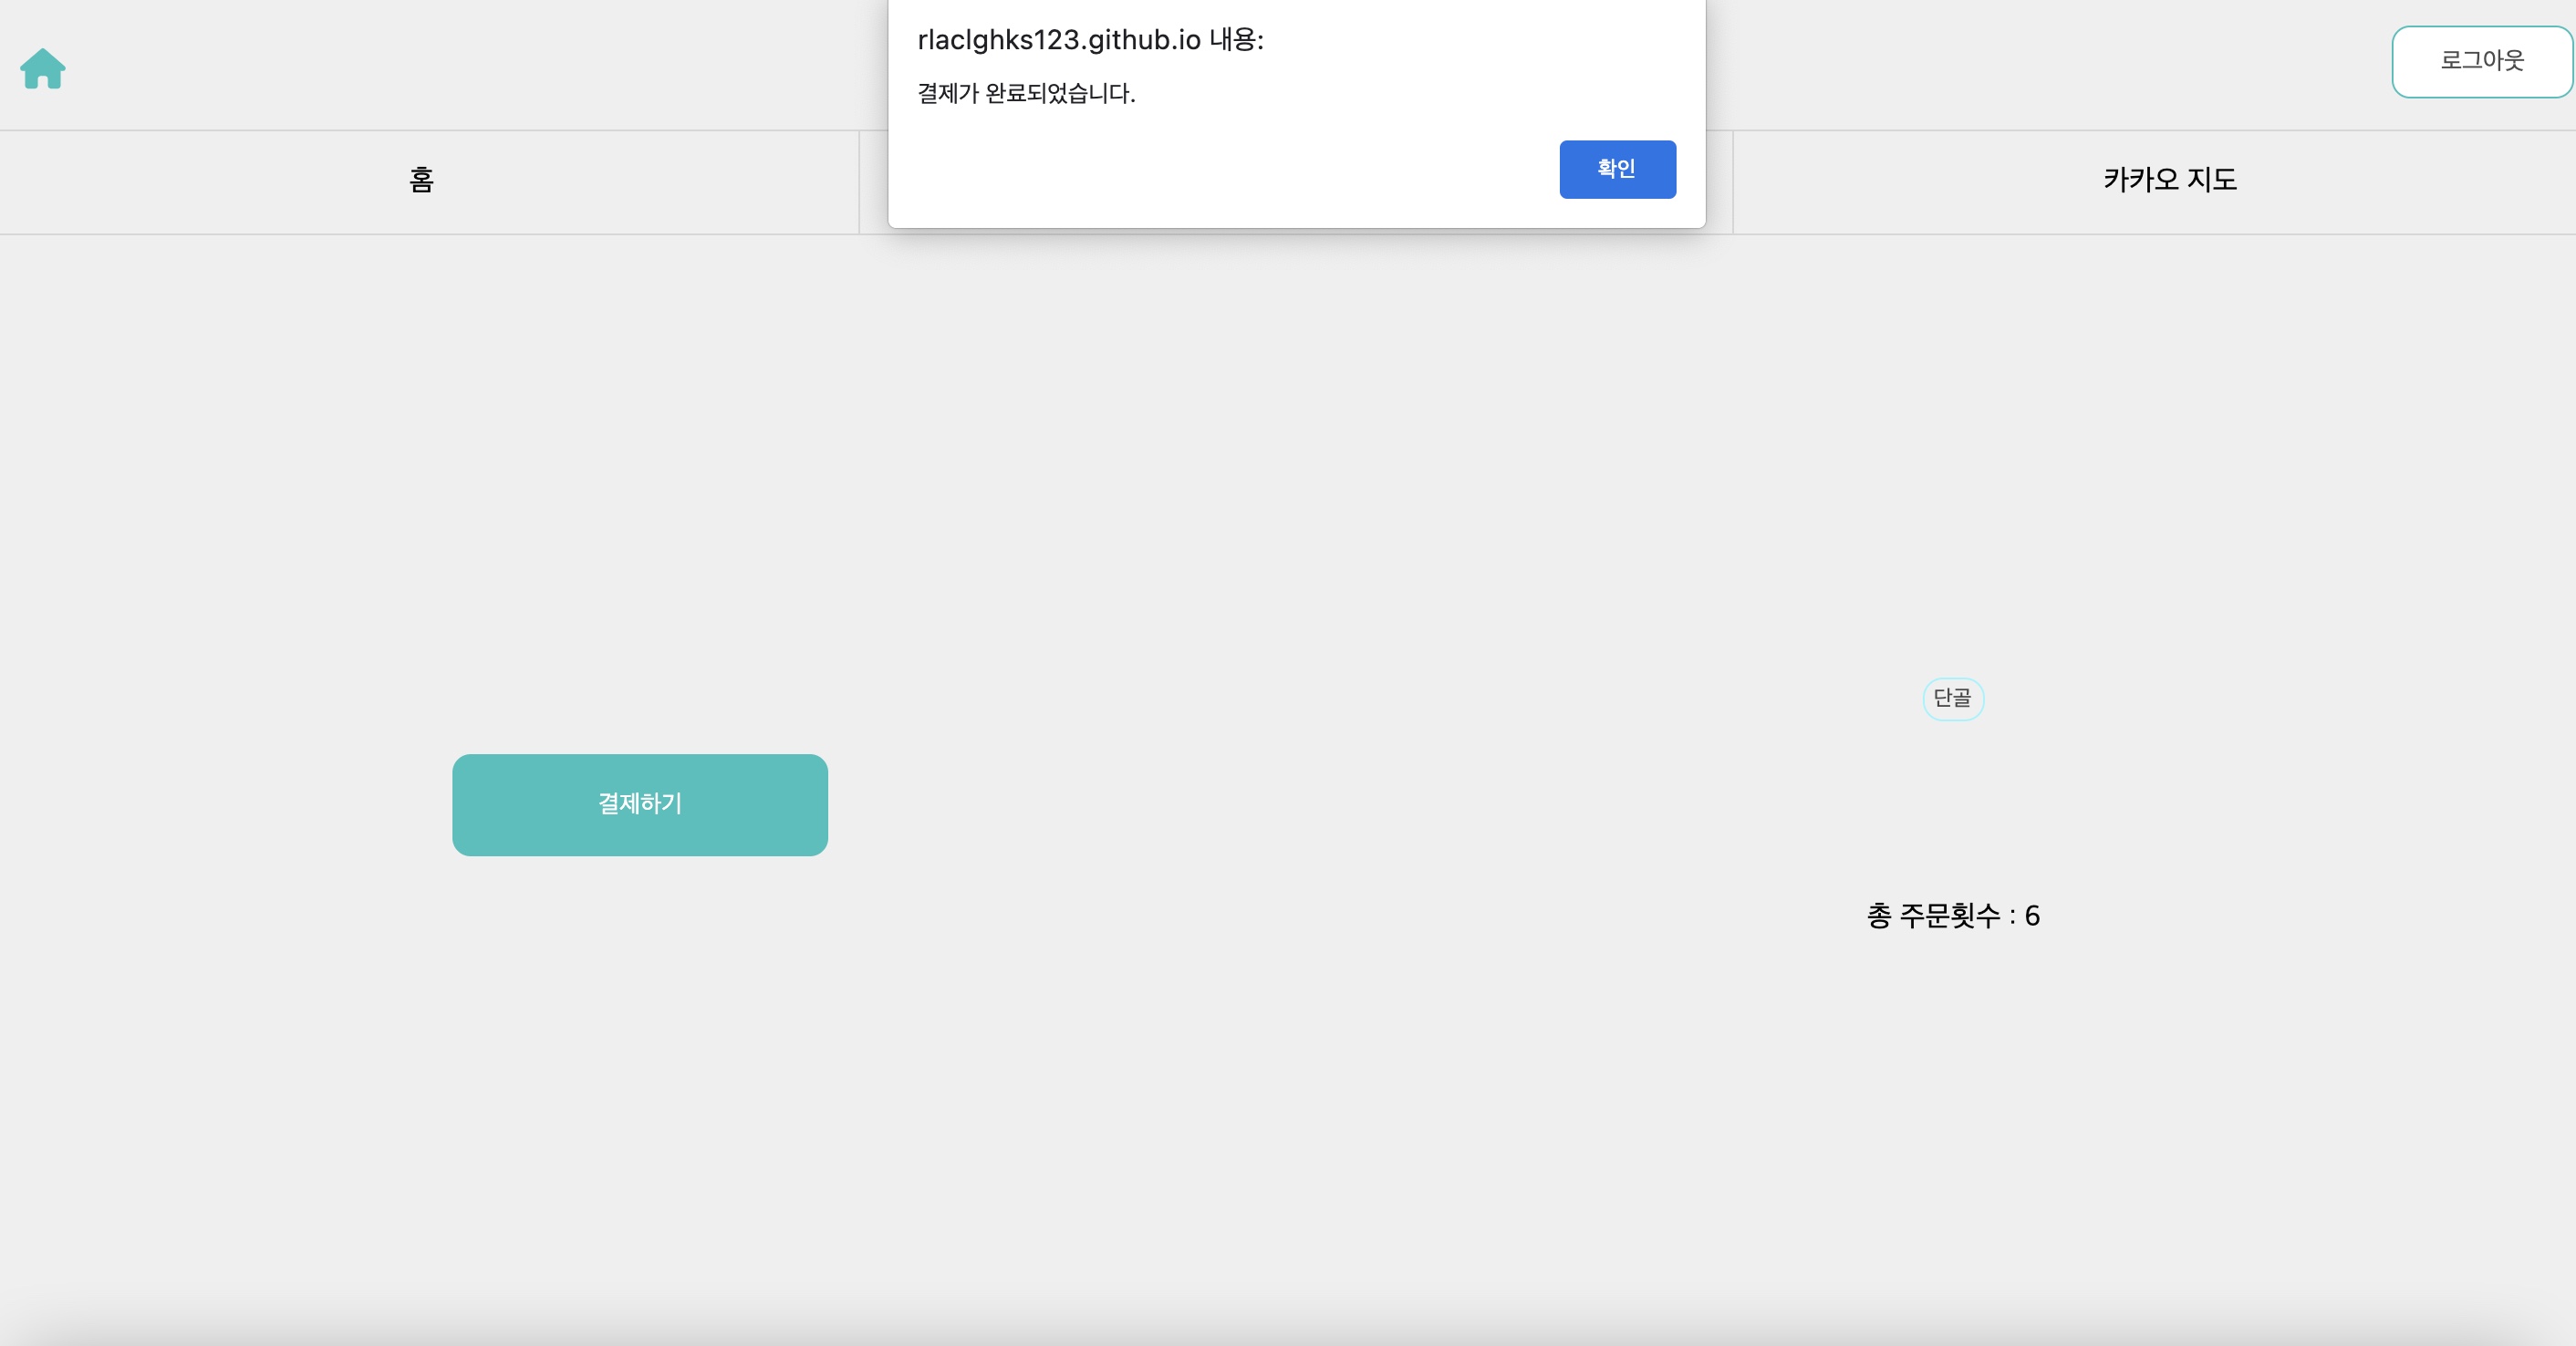 rlaclghks123.github.io 내용:
결제가 완료되었습니다.
확인
로그아웃
홈
카카오 지도
단골
결제하기
총 주문횟수 : 6